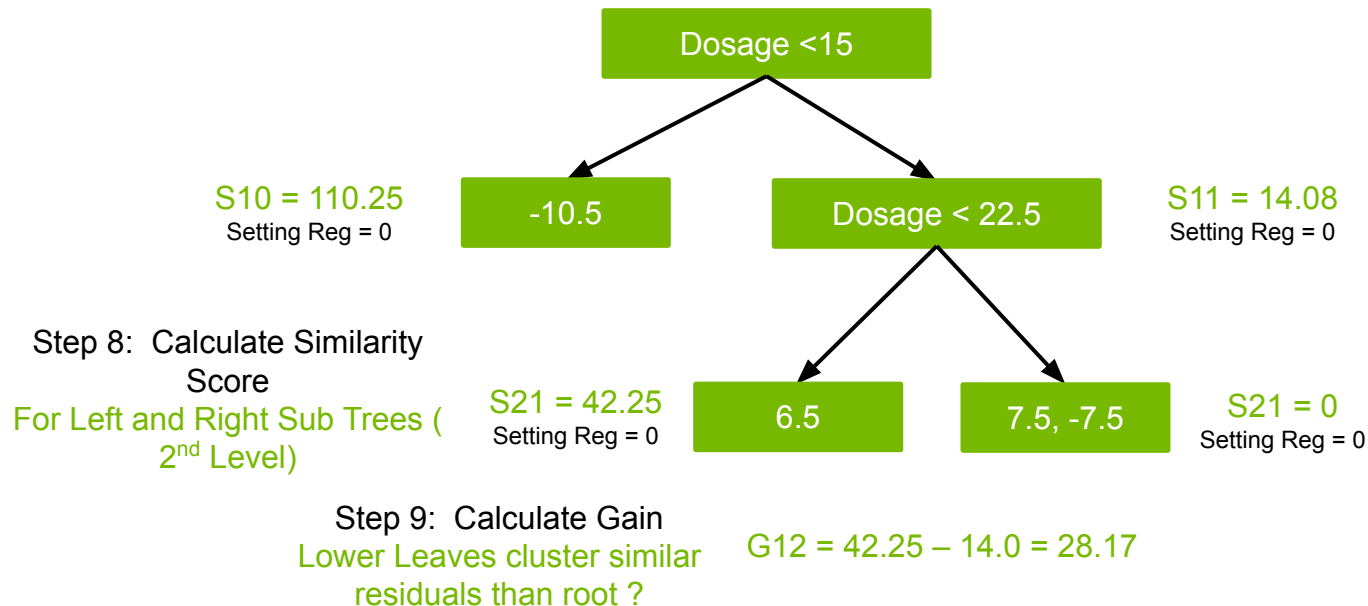 Dosage <15
S10 = 110.25
Setting Reg = 0
-10.5
Dosage < 22.5
S11 = 14.08
Setting Reg = 0
Step 8:  Calculate Similarity
Score
For Left and Right Sub Trees (
2nd Level)
S21 = 42.25
Setting Reg = 0
6.5
7.5, -7.5
S21 = 0
Setting Reg = 0
Step 9:  Calculate Gain
Lower Leaves cluster similar
residuals than root ?
G12 = 42.25 – 14.0 = 28.17